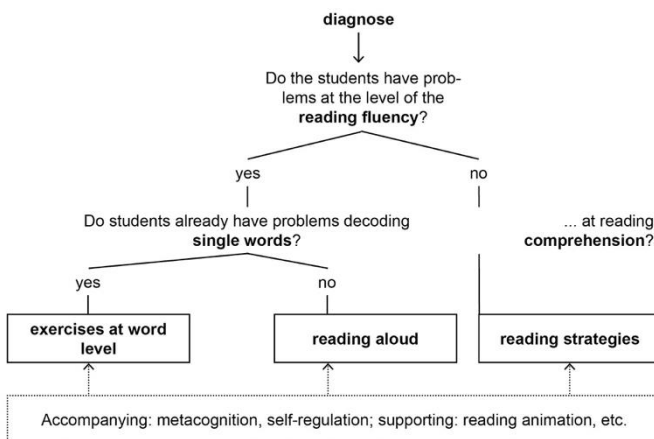 diagnose
Do the students have prob-
lems at the level of the
reading fluency?
yes
no
Do students already have problems decoding
single words?
... at reading
comprehension?
yes
no
exercises at word
level
reading aloud
reading strategies
Accompanying: metacognition, self-regulation; supporting: reading animation, etc.